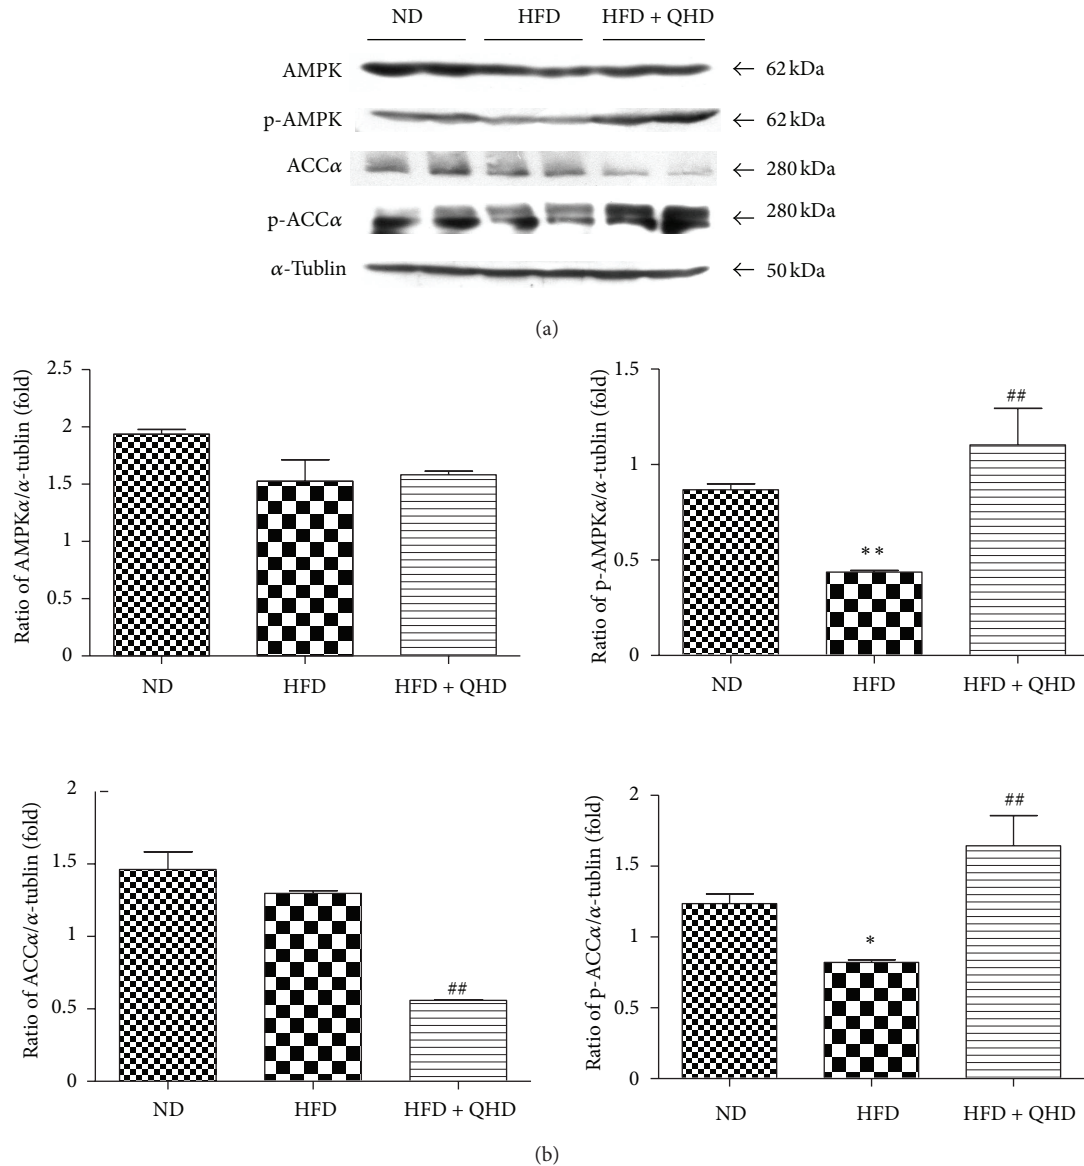 ND HFD HFD + QHD
AMPK ← 62 kDa
p-AMPK ← 62 kDa
ACCα ← 280 kDa
p-ACCα ← 280 kDa
α-Tublin ← 50 kDa
(a)
Ratio of AMPKα/α-tublin (fold)
2.5
2
1.5
1
0.5
0
ND HFD HFD + QHD
Ratio of p-AMPKα/α-tublin (fold)
1.5
1
0.5
0
**
##
ND HFD HFD + QHD
Ratio of ACCα/α-tublin (fold)
2
1.5
1
0.5
0
##
ND HFD HFD + QHD
Ratio of p-ACCα/α-tublin (fold)
2
1.5
1
0.5
0
*
##
ND HFD HFD + QHD
(b)